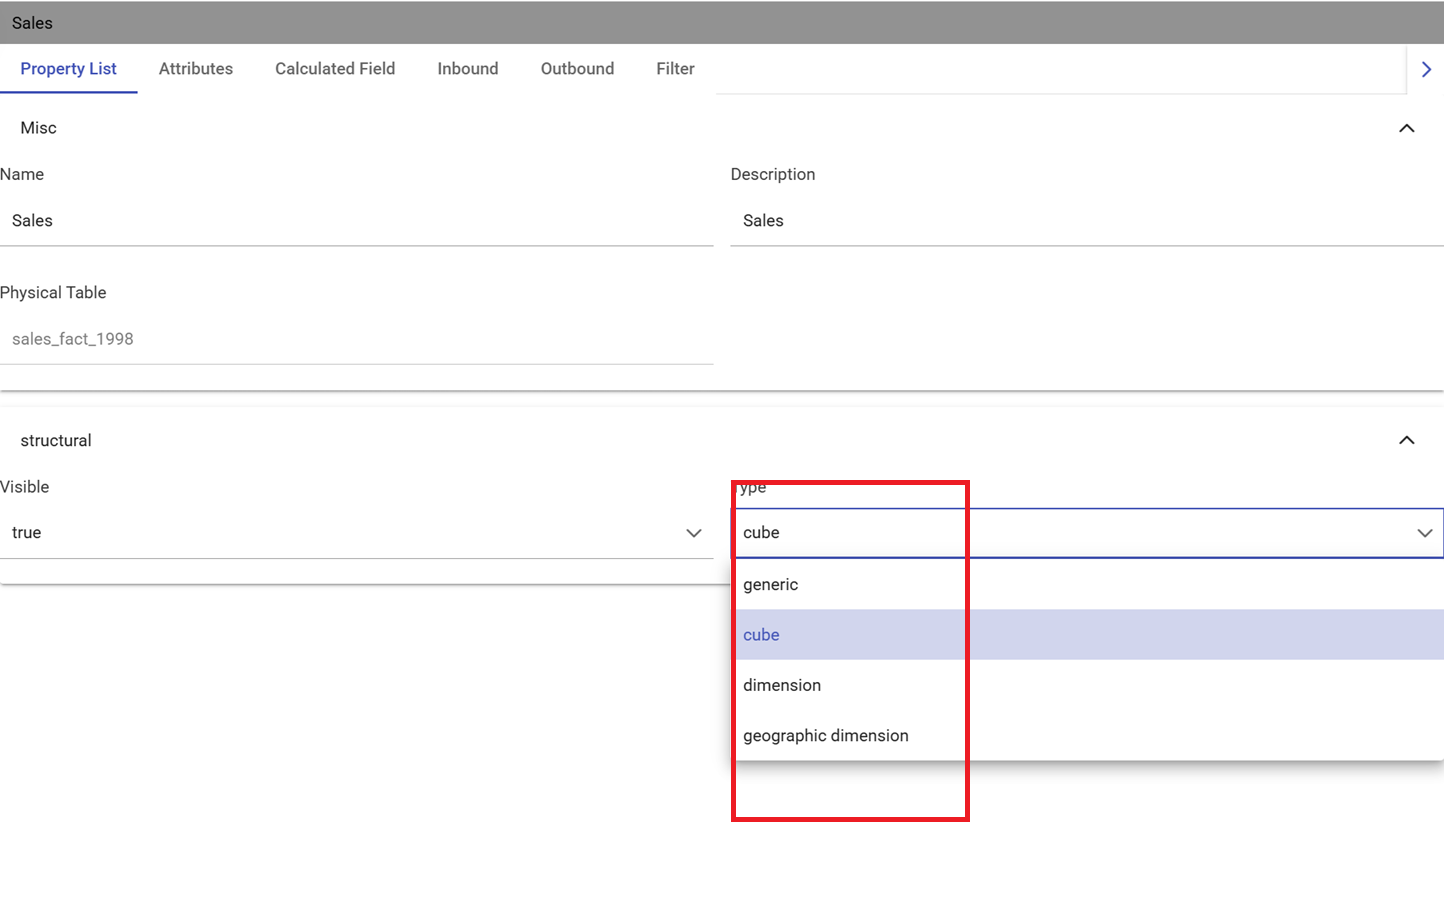 Sales
Property List Attributes Calculated Field Inbound Outbound Filter
Misc
Name Description
Sales Sales
Physical Table
sales_fact_1998
structural
Visible Type
true cube
generic
cube
dimension
geographic dimension